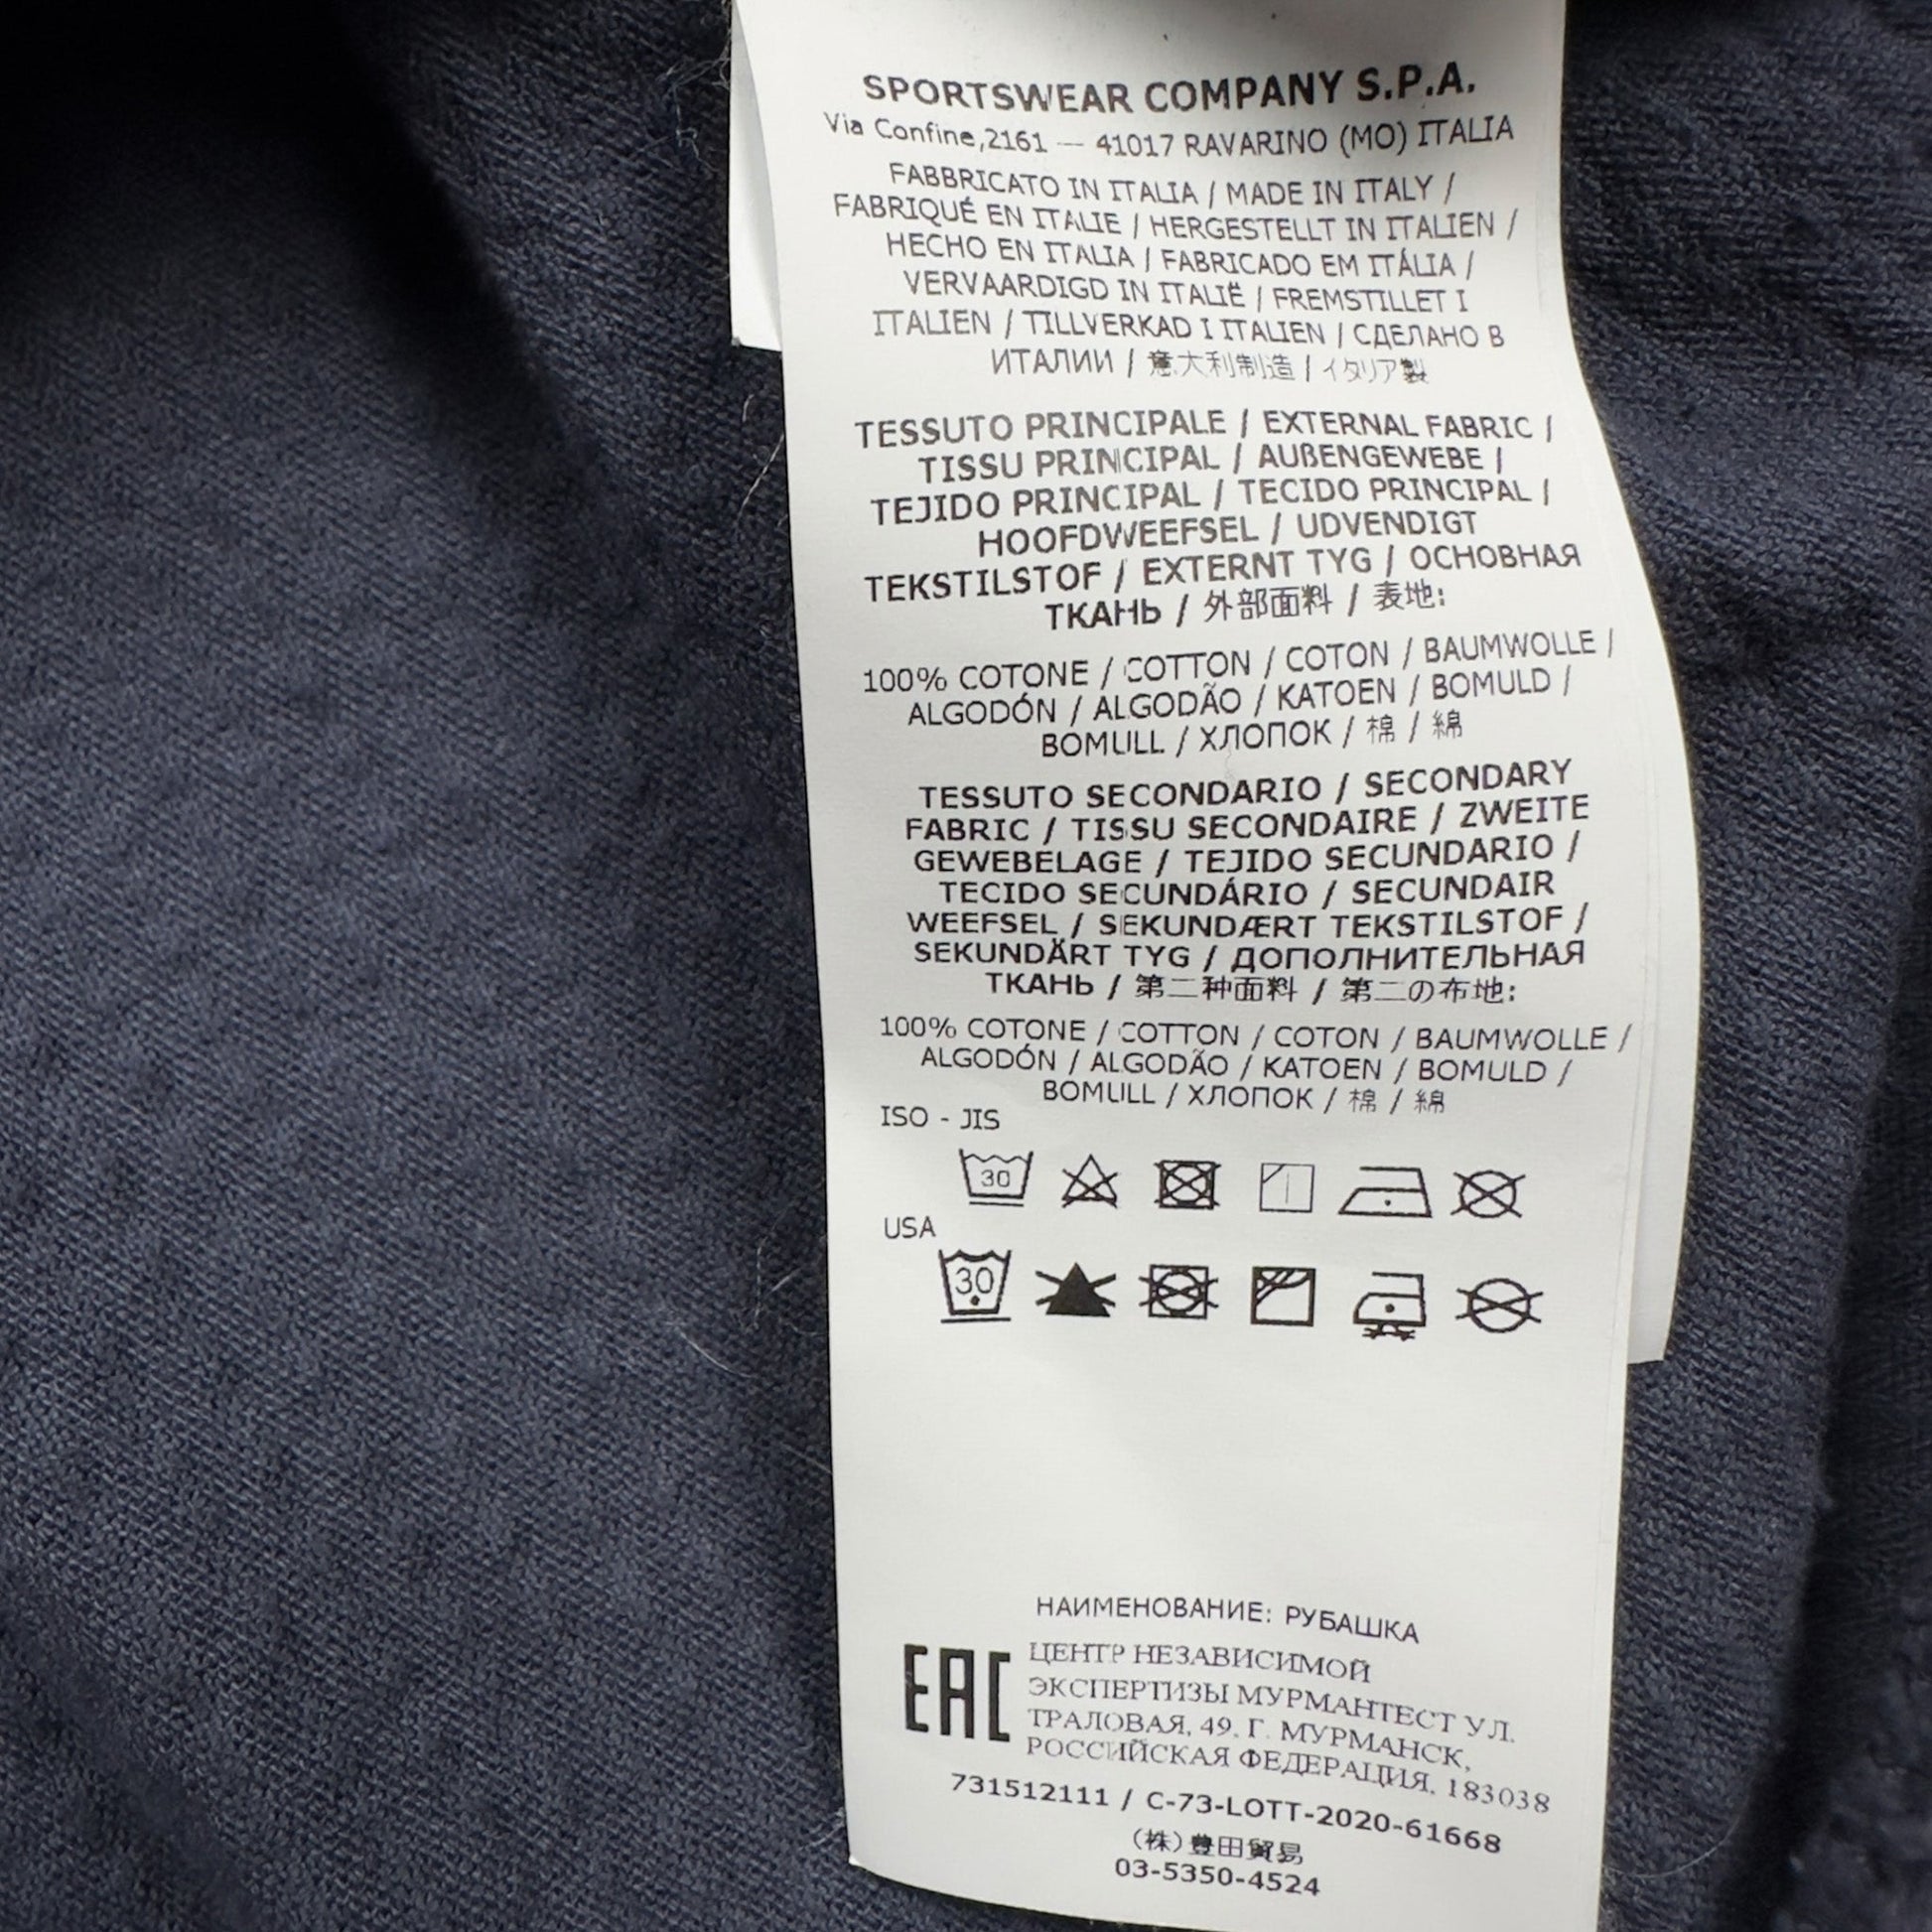 SPORTSWEAR COMPANY S.P.A.
Via Confine,2161 — 41017 RAVARINO (MO) ITALIA
FABBRICATO IN ITALIA / MADE IN ITALY /
FABRIQUÉ EN ITALIE / HERGESTELLT IN ITALIEN /
HECHO EN ITALIA / FABRICADO EM ITÁLIA /
VERVAARDIGD IN ITALIË / FREMSTILLET I
ITALIEN / TILLVERKAD I ITALIEN / СДЕЛАНО В
ИТАЛИИ / 意大利制造 / イタリア製
TESSUTO PRINCIPALE / EXTERNAL FABRIC /
TISSU PRINCIPAL / AUßENGEWEBE /
TEJIDO PRINCIPAL / TECIDO PRINCIPAL /
HOOFDWEEFSEL / UDVENDIGT
TEKSTILSTOF / EXTERNT TYG / ОСНОВНАЯ
ТКАНЬ / 外部面料 / 表地:
100% COTONE / COTTON / COTON / BAUMWOLLE /
ALGODÓN / ALGODÃO / KATOEN / BOMULD /
BOMULL / ХЛОПОК / 棉 / 綿
TESSUTO SECONDARIO / SECONDARY
FABRIC / TISSU SECONDAIRE / ZWEITE
GEWEBELAGE / TEJIDO SECUNDARIO /
TECIDO SECUNDÁRIO / SECUNDAIR
WEEFSEL / SEKUNDÆRT TEKSTILSTOF /
SEKUNDÄRT TYG / ДОПОЛНИТЕЛЬНАЯ
ТКАНЬ / 第二种面料 / 第二の布地:
100% COTONE / COTTON / COTON / BAUMWOLLE /
ALGODÓN / ALGODÃO / KATOEN / BOMULD /
BOMULL / ХЛОПОК / 棉 / 綿
ISO - JIS
30
USA
30
НАИМЕНОВАНИЕ: РУБАШКА
EAC
ЦЕНТР НЕЗАВИСИМОЙ
ЭКСПЕРТИЗЫ МУРМАНТЕСТ УЛ.
ТРАЛОВАЯ, 49. Г. МУРМАНСК,
РОССИЙСКАЯ ФЕДЕРАЦИЯ, 183038
731512111 / C-73-LOTT-2020-61668
(株)豊田貿易
03-5350-4524